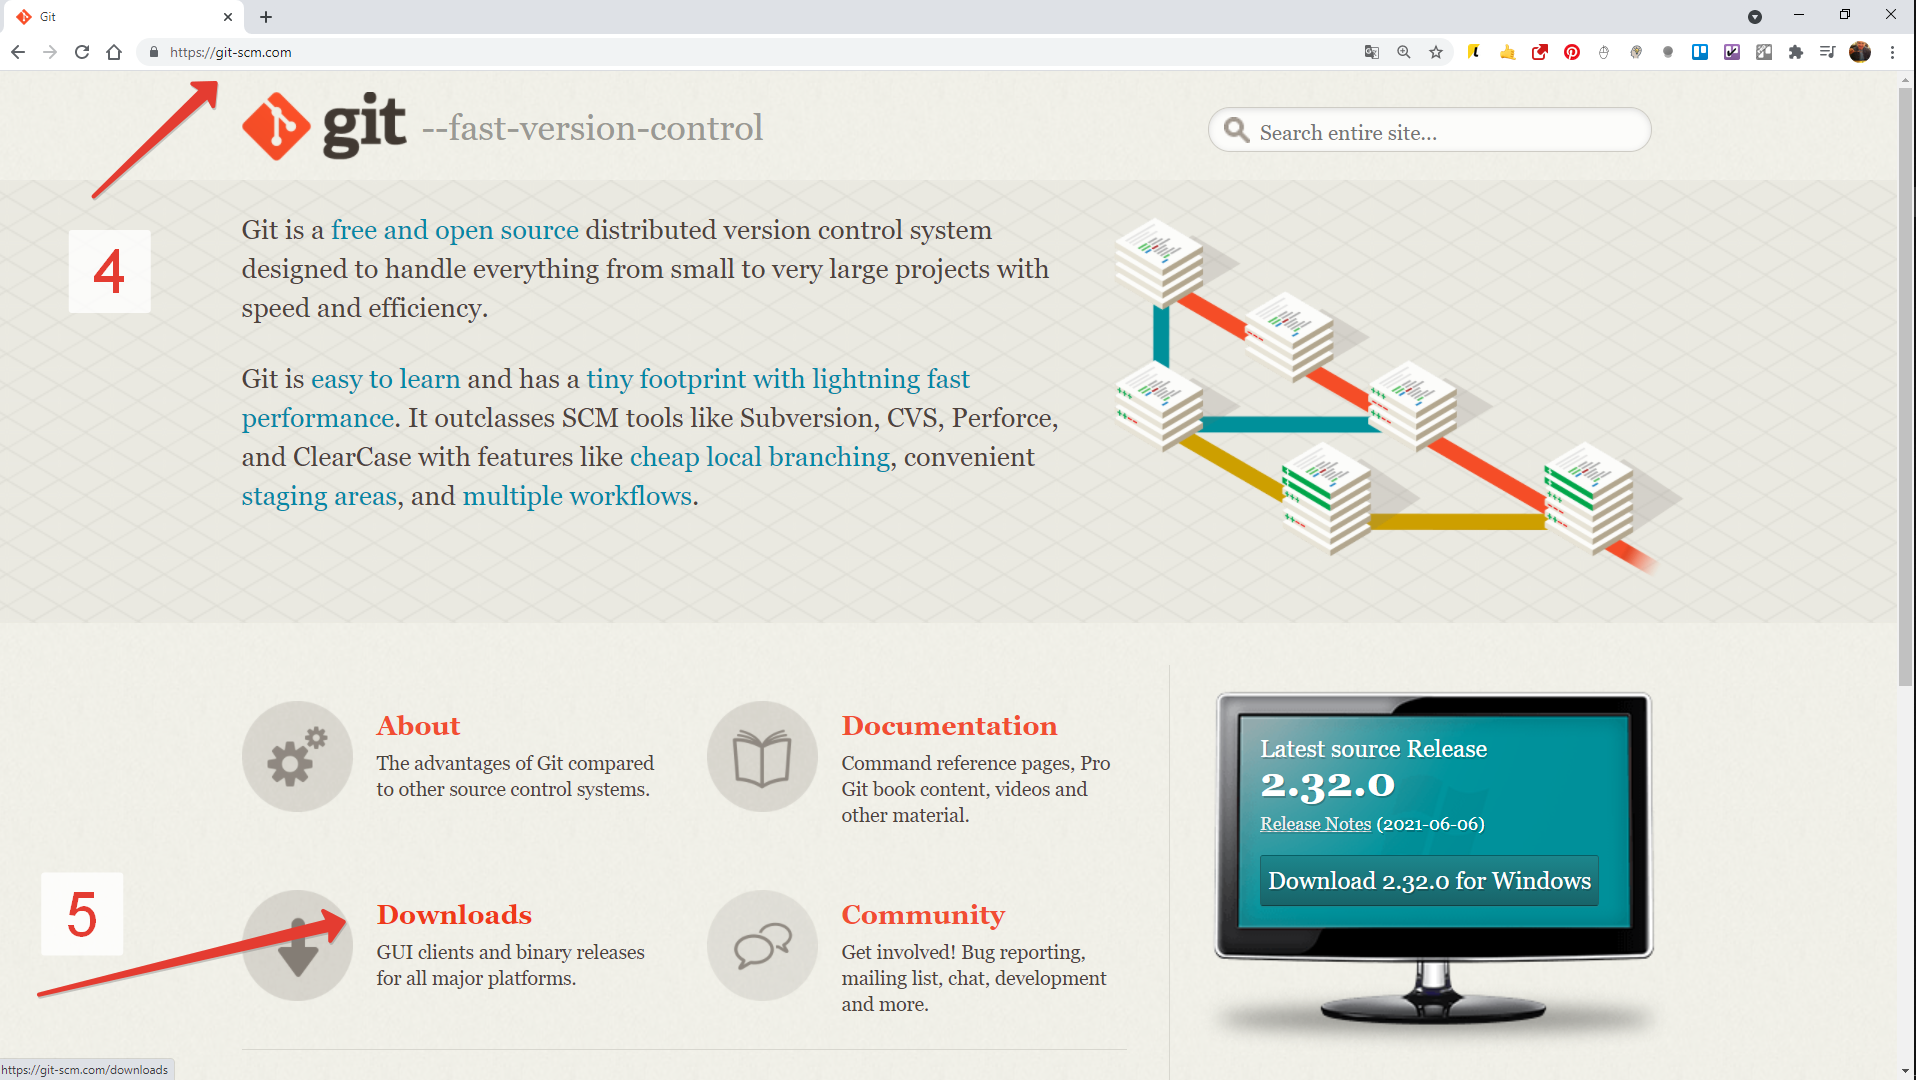 Git
https://git-scm.com
git --fast-version-control
Search entire site...
4
Git is a free and open source distributed version control system
designed to handle everything from small to very large projects with
speed and efficiency.
Git is easy to learn and has a tiny footprint with lightning fast
performance. It outclasses SCM tools like Subversion, CVS, Perforce,
and ClearCase with features like cheap local branching, convenient
staging areas, and multiple workflows.
About
The advantages of Git compared
to other source control systems.
Documentation
Command reference pages, Pro
Git book content, videos and
other material.
Latest source Release
2.32.0
Release Notes (2021-06-06)
Download 2.32.0 for Windows
5
Downloads
GUI clients and binary releases
for all major platforms.
Community
Get involved! Bug reporting,
mailing list, chat, development
and more.
https://git-scm.com/downloads